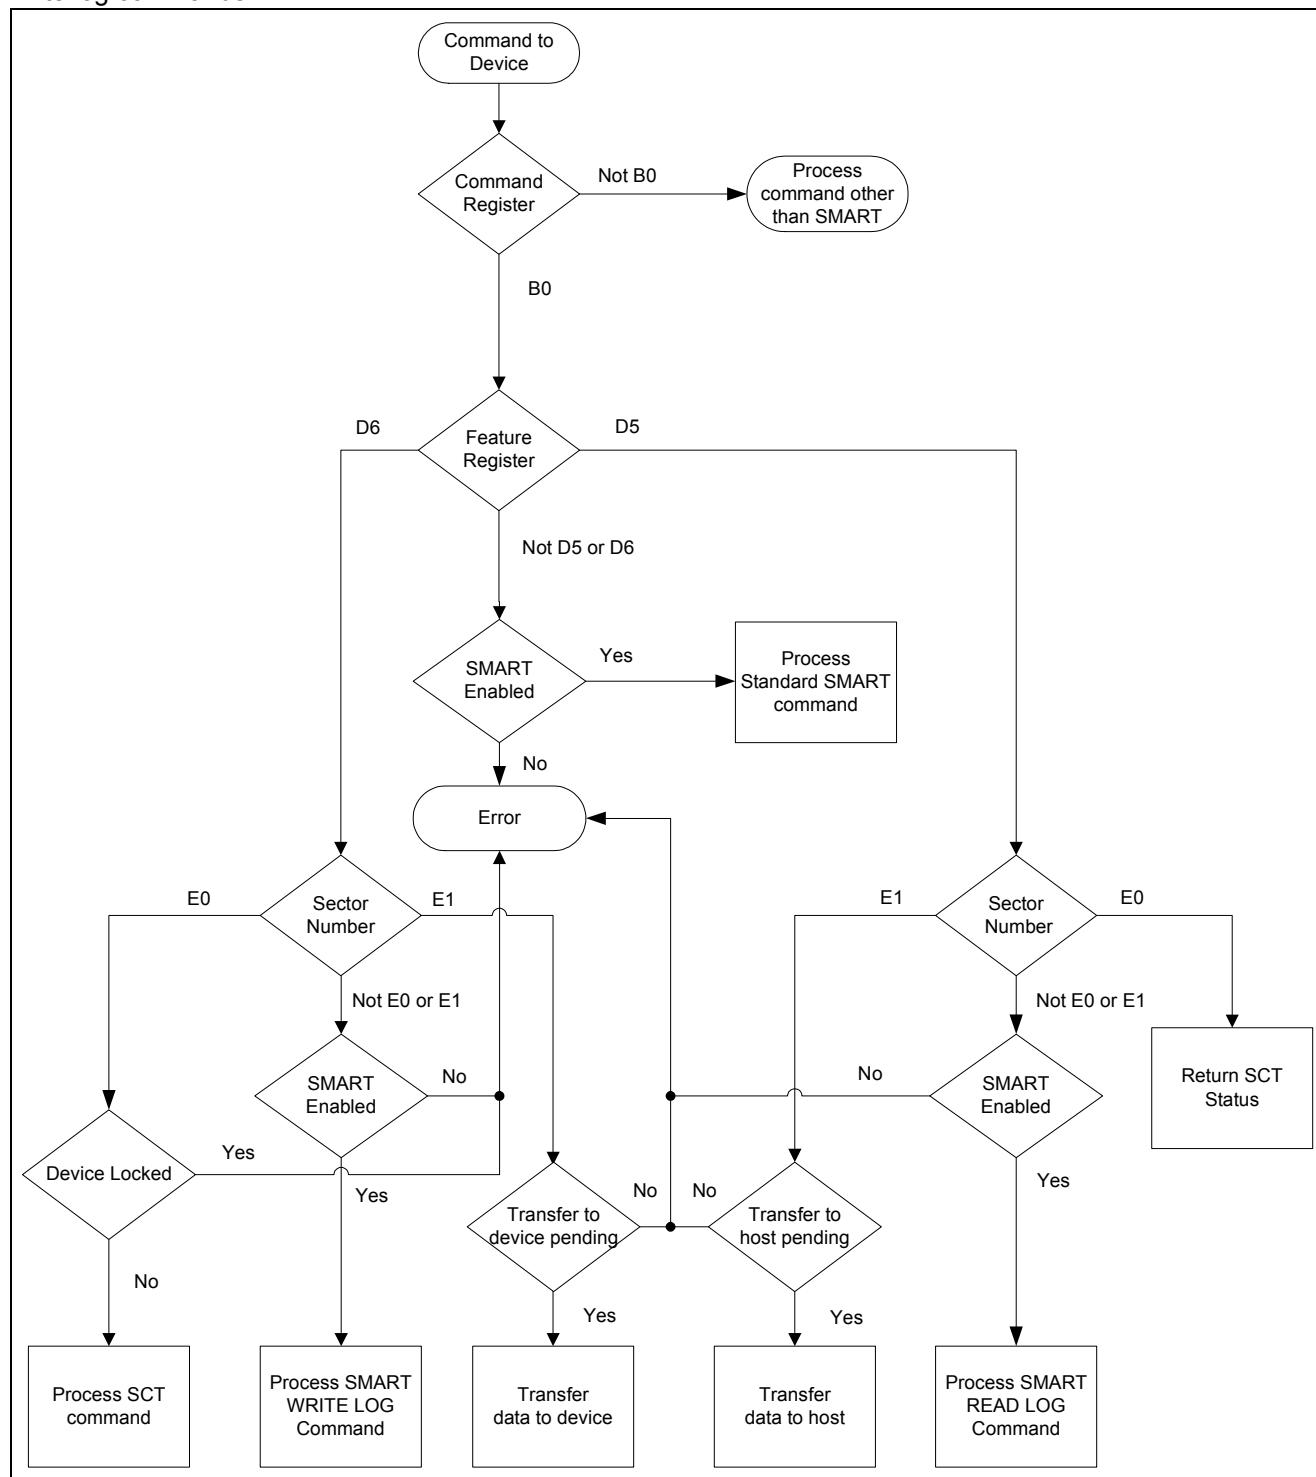 Command to
Device
Command
Register
Not B0
Process
command other
than SMART
B0
D6
Feature
Register
D5
Not D5 or D6
SMART
Enabled
Yes
Process
Standard SMART
command
No
Error
E0
Sector
Number
E1
E1
Sector
Number
E0
Not E0 or E1
Not E0 or E1
SMART
Enabled
No
No
SMART
Enabled
Return SCT
Status
Device Locked
Yes
Yes
No
No
Yes
Transfer to
device pending
Transfer to
host pending
No
Yes
Yes
Process SCT
command
Process SMART
WRITE LOG
Command
Transfer
data to device
Transfer
data to host
Process SMART
READ LOG
Command